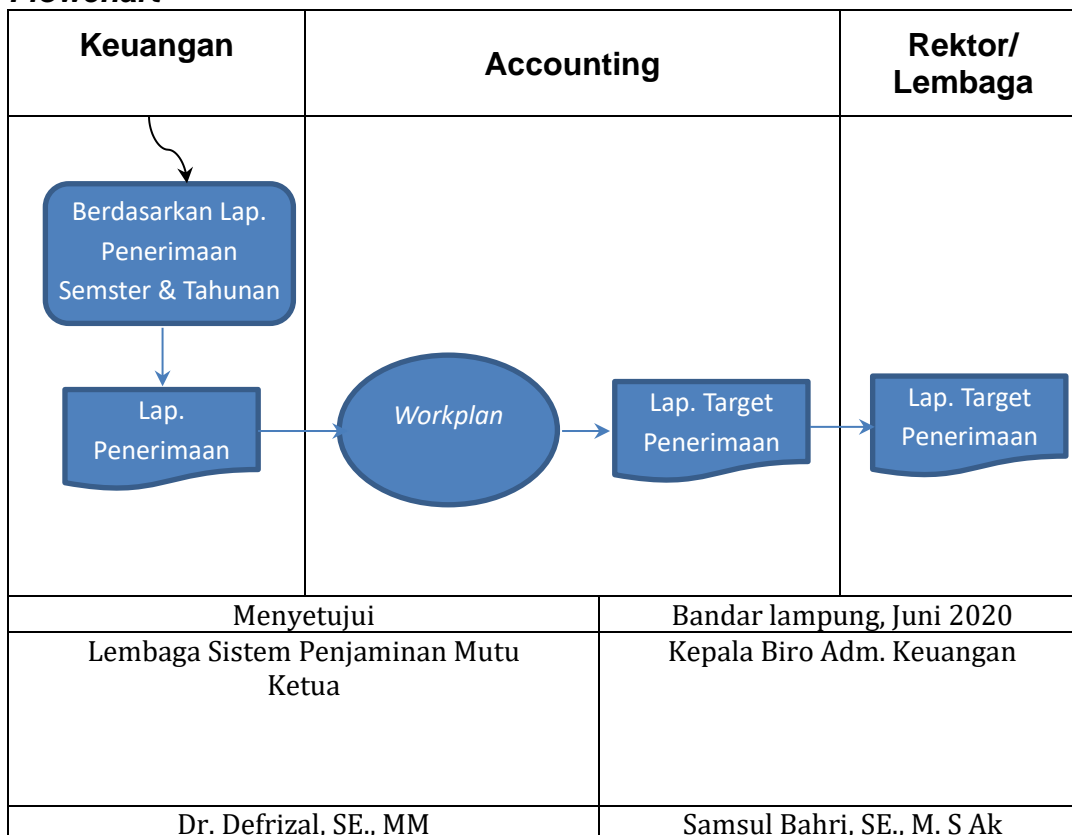 Flowchart
Keuangan
Accounting
Rektor/
Lembaga
Berdasarkan Lap.
Penerimaan
Semster & Tahunan
Lap.
Penerimaan
Workplan
Lap. Target
Penerimaan
Lap. Target
Penerimaan
Menyetujui
Bandar lampung, Juni 2020
Lembaga Sistem Penjaminan Mutu
Ketua
Kepala Biro Adm. Keuangan
Dr. Defrizal, SE., MM
Samsul Bahri, SE., M. S Ak